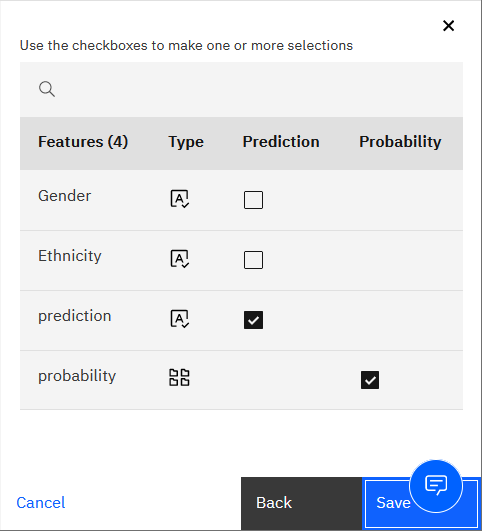 Use the checkboxes to make one or more selections
Features (4) Type Prediction Probability
Gender
Ethnicity
prediction
probability
Cancel Back Save